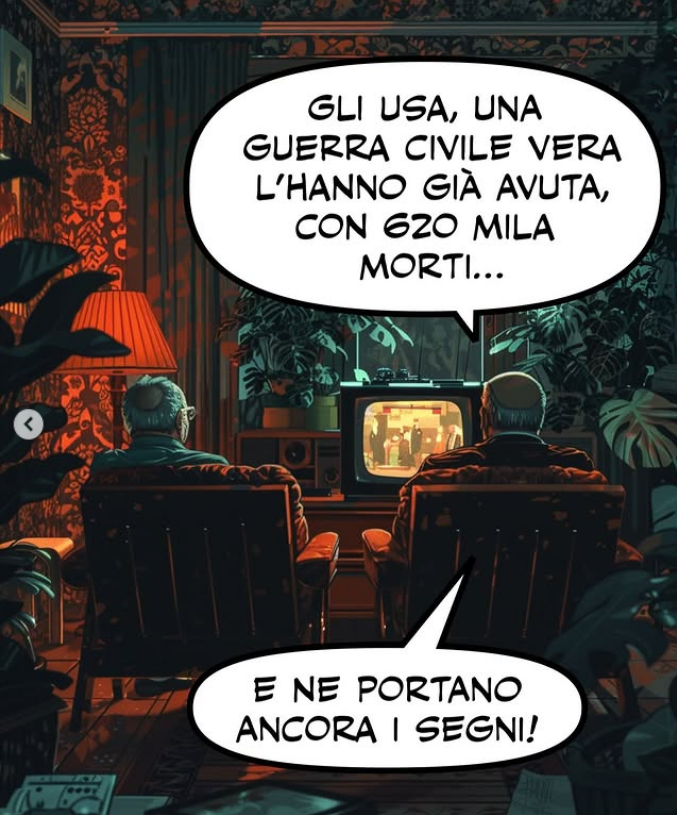 GLI USA, UNA
GUERRA CIVILE VERA
L'HANNO GIÀ AVUTA,
CON 620 MILA
MORTI...
E NE PORTANO
ANCORA I SEGNI!